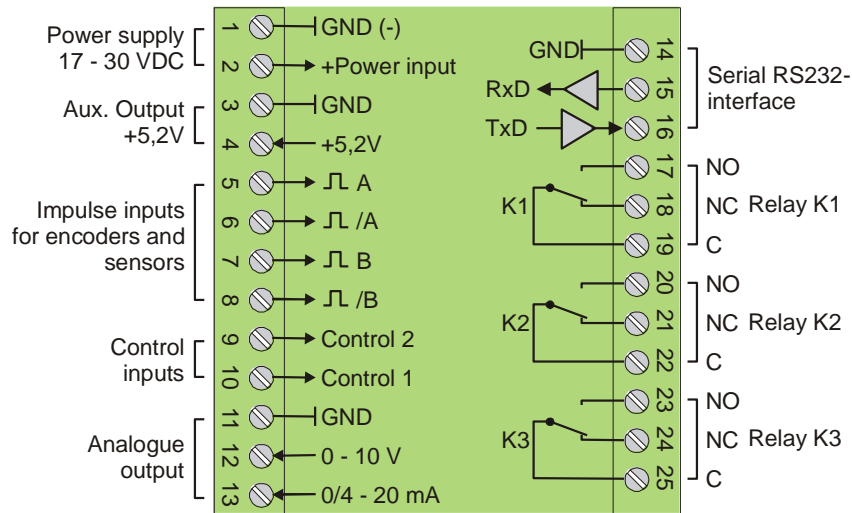 Power supply
17 - 30 VDC
1
GND (-)
2
+Power input
Aux. Output
+5,2V
3
GND
4
+5,2V
Impulse inputs
for encoders and
sensors
5
A
6
/A
7
B
8
/B
Control
inputs
9
Control 2
10
Control 1
Analogue
output
11
GND
12
0 - 10 V
13
0/4 - 20 mA
GND
14
RxD
15
TxD
16
Serial RS232-
interface
K1
17
NO
18
NC Relay K1
19
C
K2
20
NO
21
NC Relay K2
22
C
K3
23
NO
24
NC Relay K3
25
C